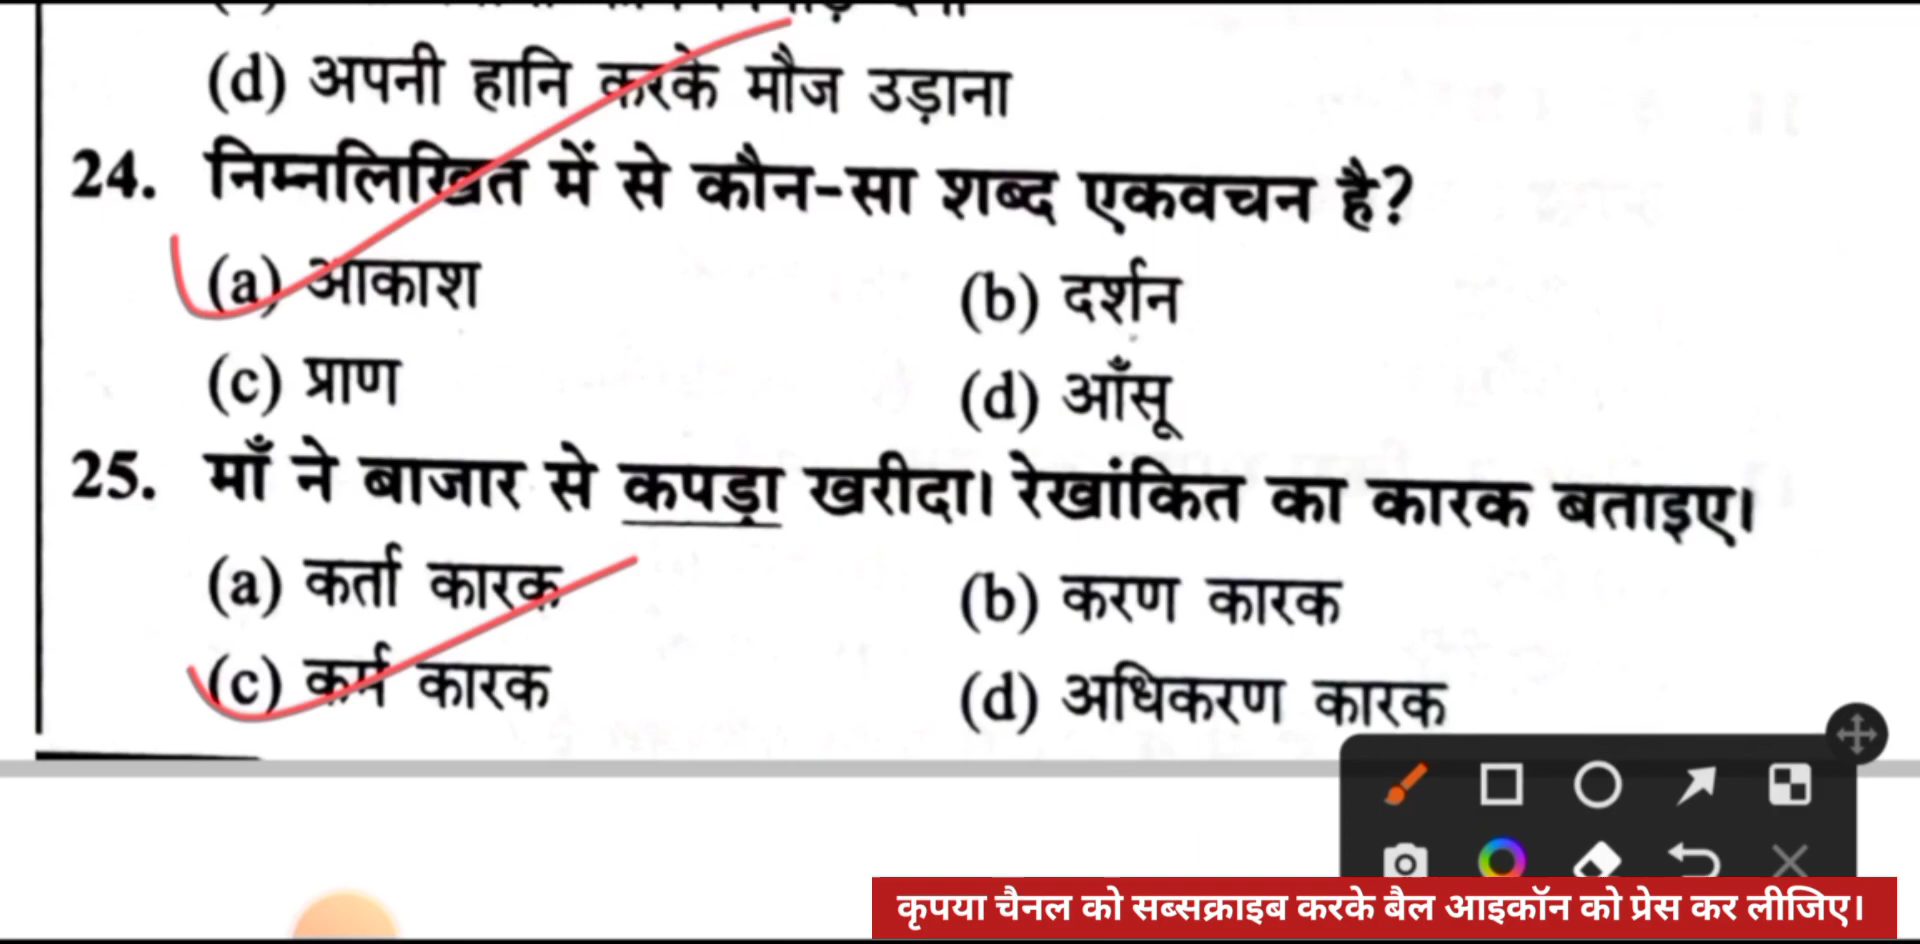 (d) अपनी हानि करके मौज उड़ाना
24. निम्नलिखित में से कौन-सा शब्द एकवचन है?
(a) आकाश (b) दर्शन
(c) प्राण (d) आँसू
25. माँ ने बाजार से कपड़ा खरीदा। रेखांकित का कारक बताइए।
(a) कर्ता कारक (b) करण कारक
(c) कर्म कारक (d) अधिकरण कारक
कृपया चैनल को सब्सक्राइब करके बैल आइकॉन को प्रेस कर लीजिए।